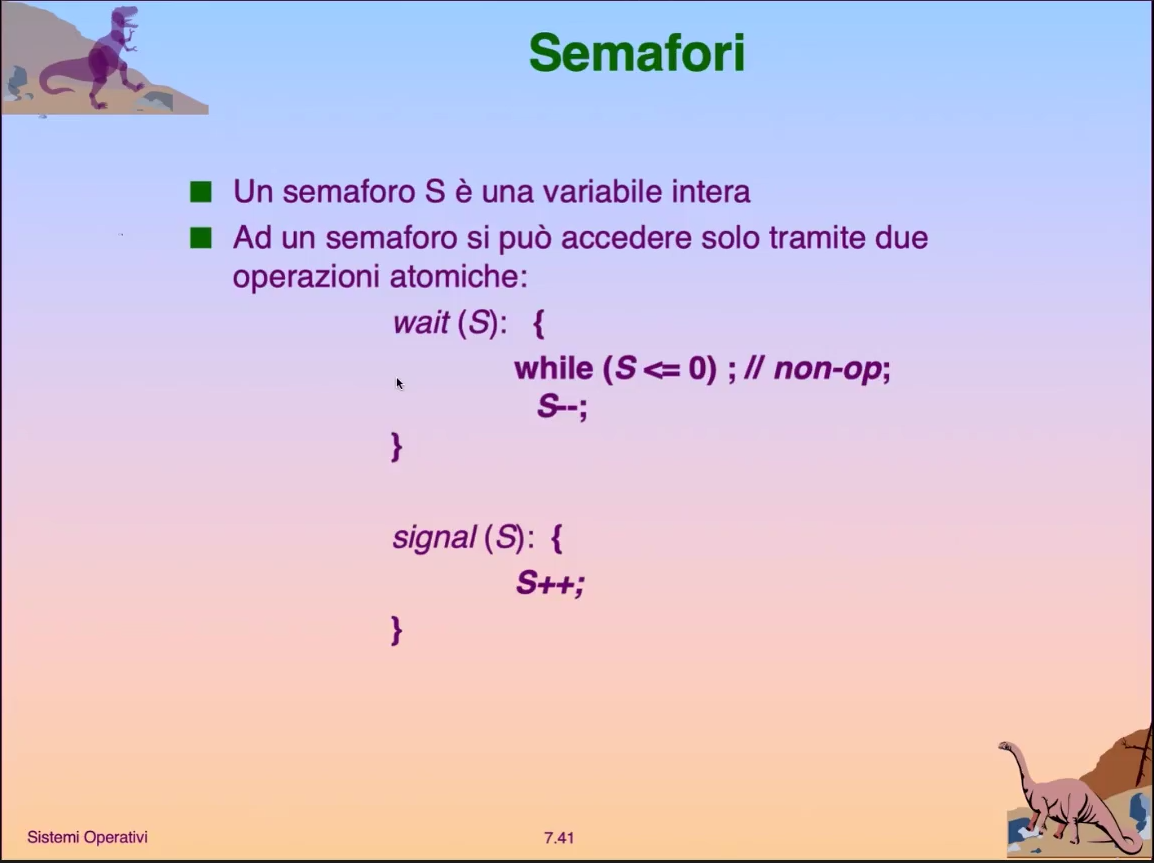 Semafori
Un semaforo S è una variabile intera
Ad un semaforo si può accedere solo tramite due
operazioni atomiche:
wait (S): {
while (S <= 0) ; // non-op;
S--;
}
signal (S): {
S++;
}
Sistemi Operativi
7.41